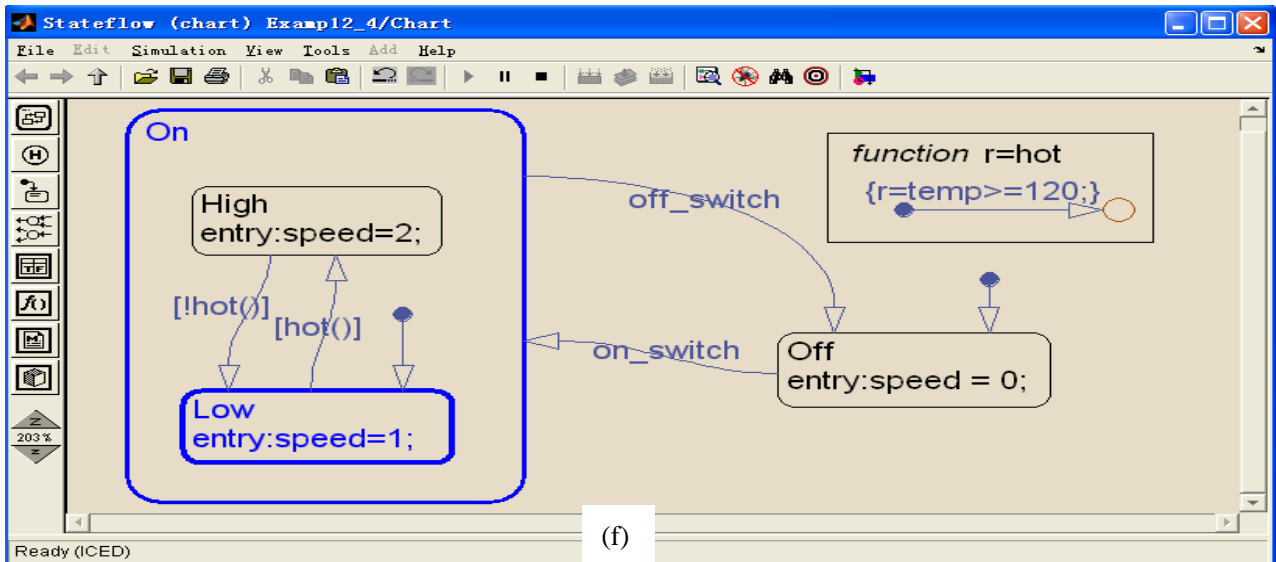 Stateflow (chart) Examp12_4/Chart
File Edit Simulation View Tools Add Help
On
High
entry:speed=2;
[!hot()]
[hot()]
Low
entry:speed=1;
off_switch
on_switch
function r=hot
{r=temp>=120;}
Off
entry:speed = 0;
H
TF
f()
M
Z
203%
Z
(f)
Ready (ICED)